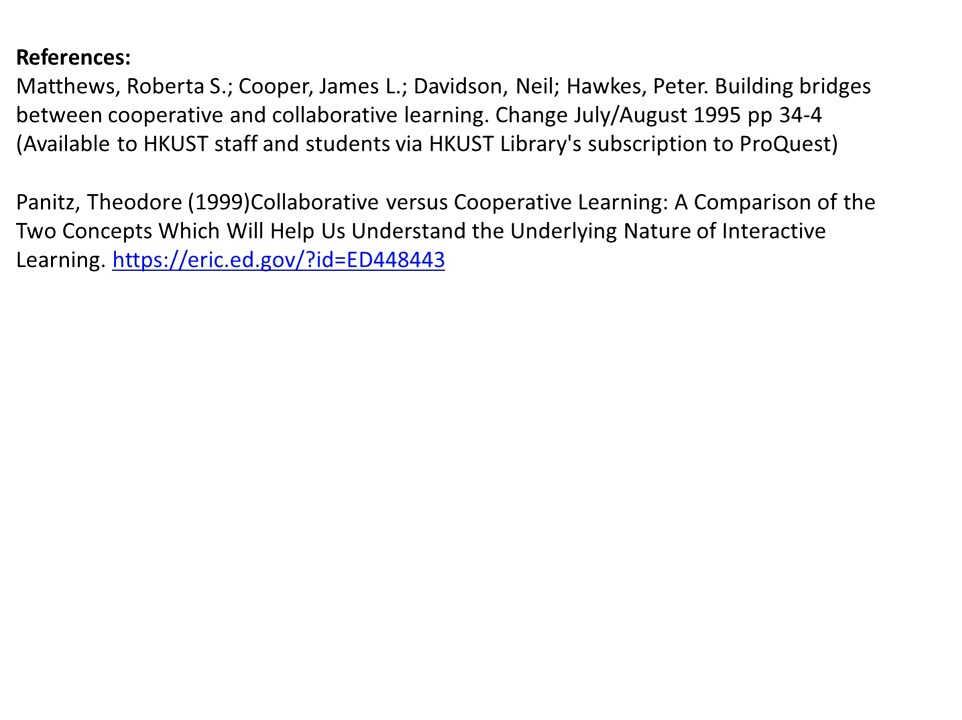 References:
Matthews, Roberta S.; Cooper, James L.; Davidson, Neil; Hawkes, Peter. Building bridges
between cooperative and collaborative learning. Change July/August 1995 pp 34-4
(Available to HKUST staff and students via HKUST Library's subscription to ProQuest)
Panitz, Theodore (1999)Collaborative versus Cooperative Learning: A Comparison of the
Two Concepts Which Will Help Us Understand the Underlying Nature of Interactive
Learning. https://eric.ed.gov/?id=ED448443